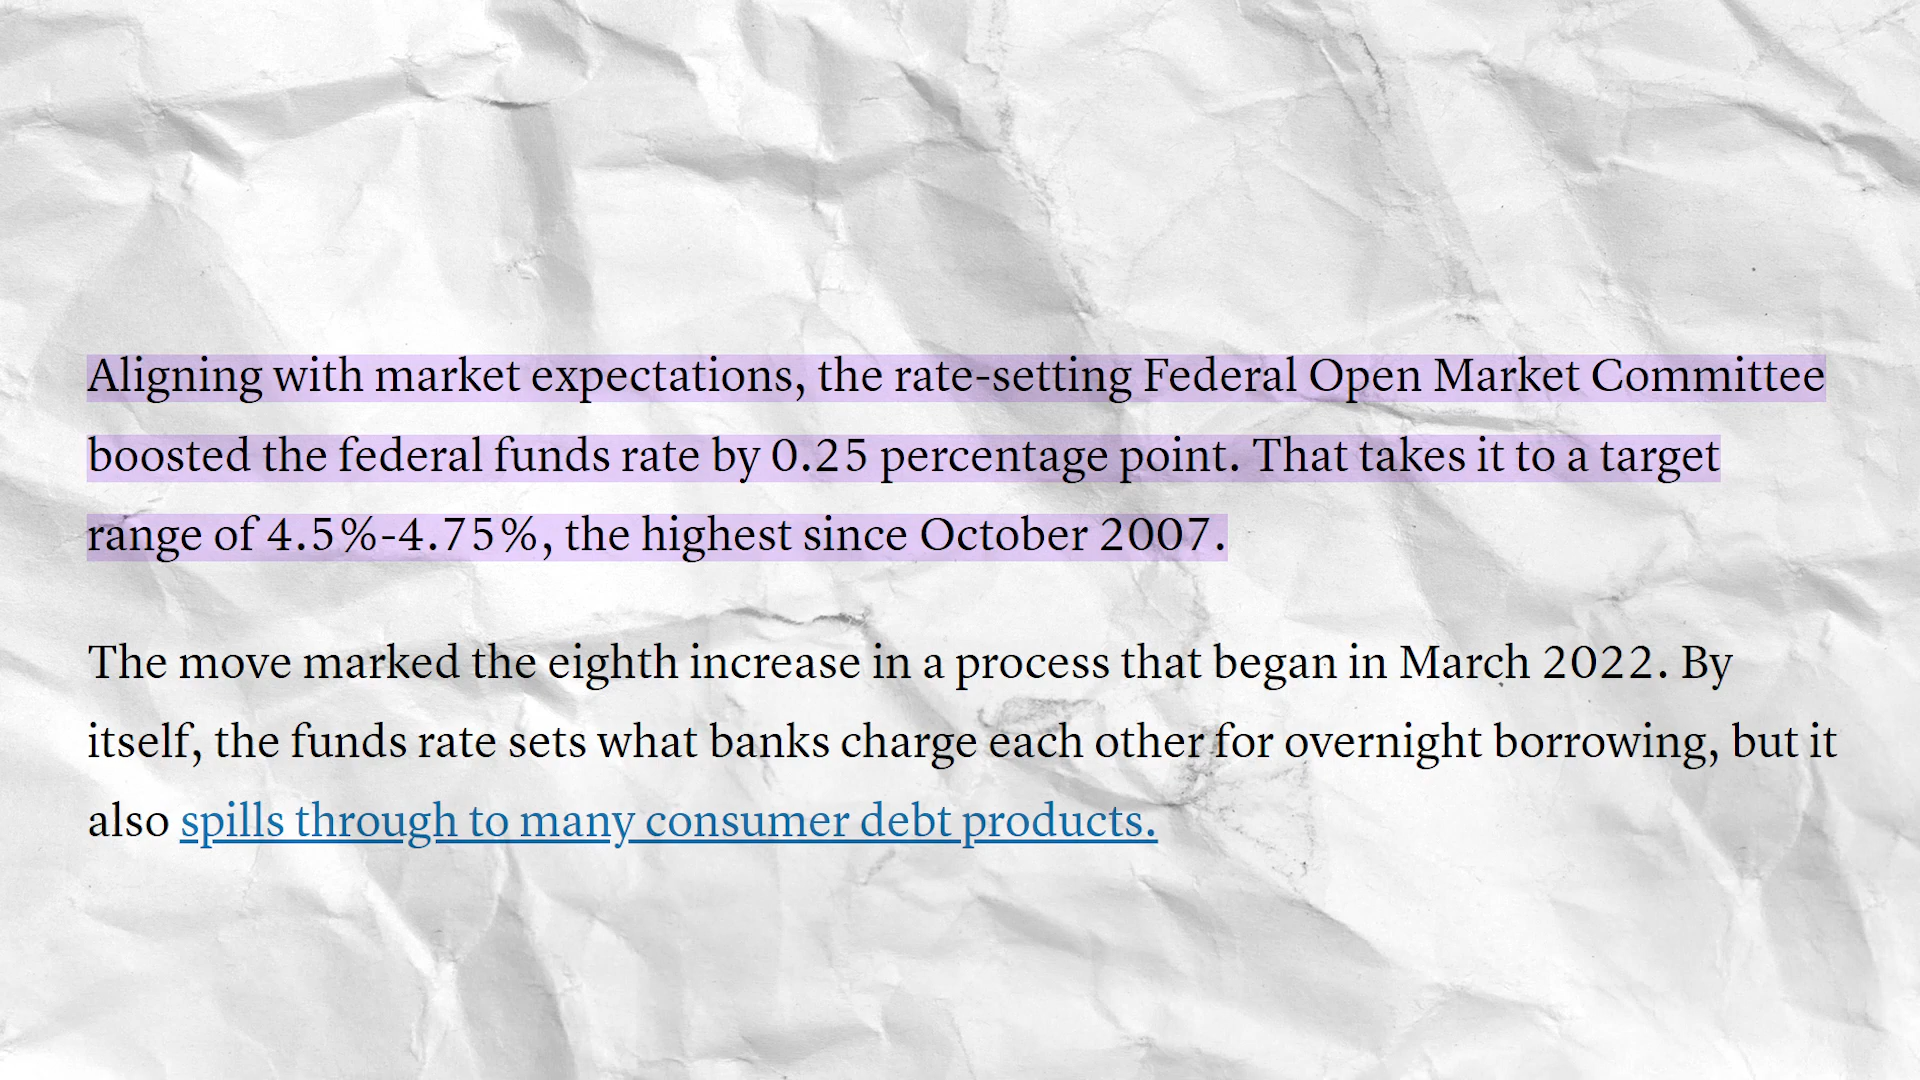 Aligning with market expectations, the rate-setting Federal Open Market Committee
boosted the federal funds rate by 0.25 percentage point. That takes it to a target
range of 4.5%-4.75%, the highest since October 2007.
The move marked the eighth increase in a process that began in March 2022. By
itself, the funds rate sets what banks charge each other for overnight borrowing, but it
also spills through to many consumer debt products.